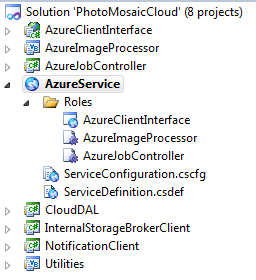 Solution 'PhotoMosaicCloud' (8 projects)
AzureClientInterface
AzureImageProcessor
AzureJobController
AzureService
Roles
AzureClientInterface
AzureImageProcessor
AzureJobController
ServiceConfiguration.cscfg
ServiceDefinition.csdef
CloudDAL
InternalStorageBrokerClient
NotificationClient
Utilities